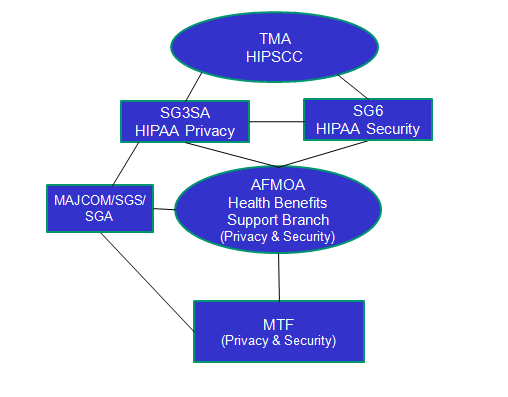 TMA
HIPSCC
SG3SA
HIPAA Privacy
SG6
HIPAA Security
MAJCOM/SGS/
SGA
AFMOA
Health Benefits
Support Branch
(Privacy & Security)
MTF
(Privacy & Security)